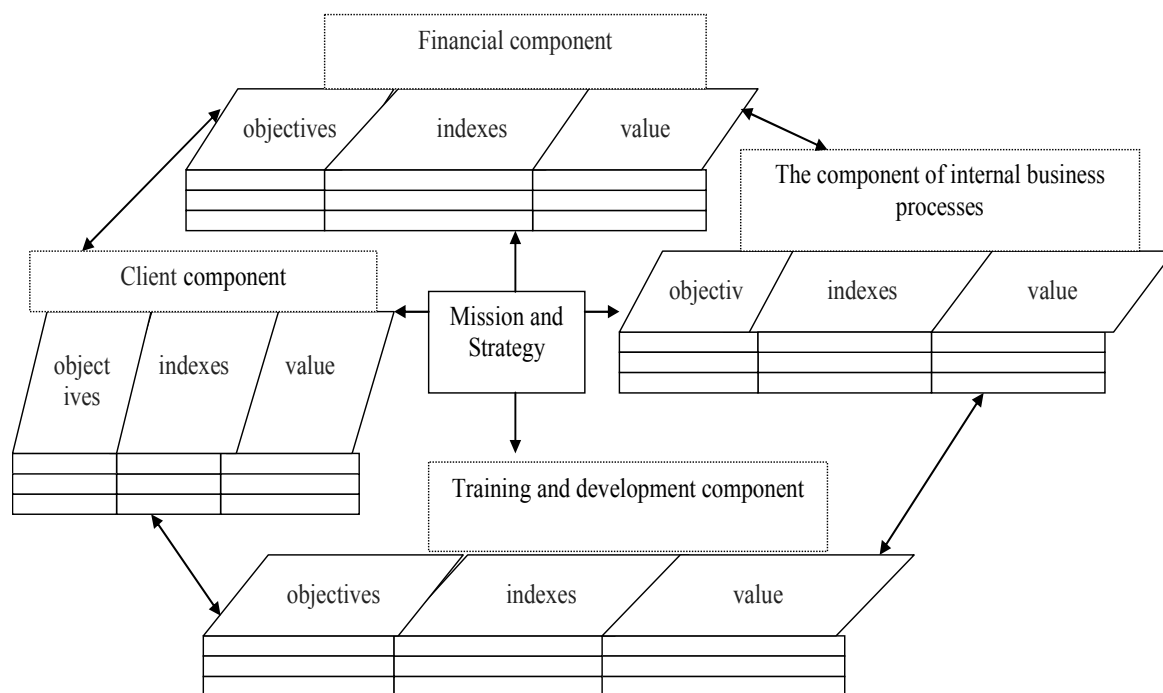 Financial component
objectives indexes value
The component of internal business
processes
Client component
objectiv indexes value
Mission and
Strategy
object
ives
indexes value
Training and development component
objectives indexes value